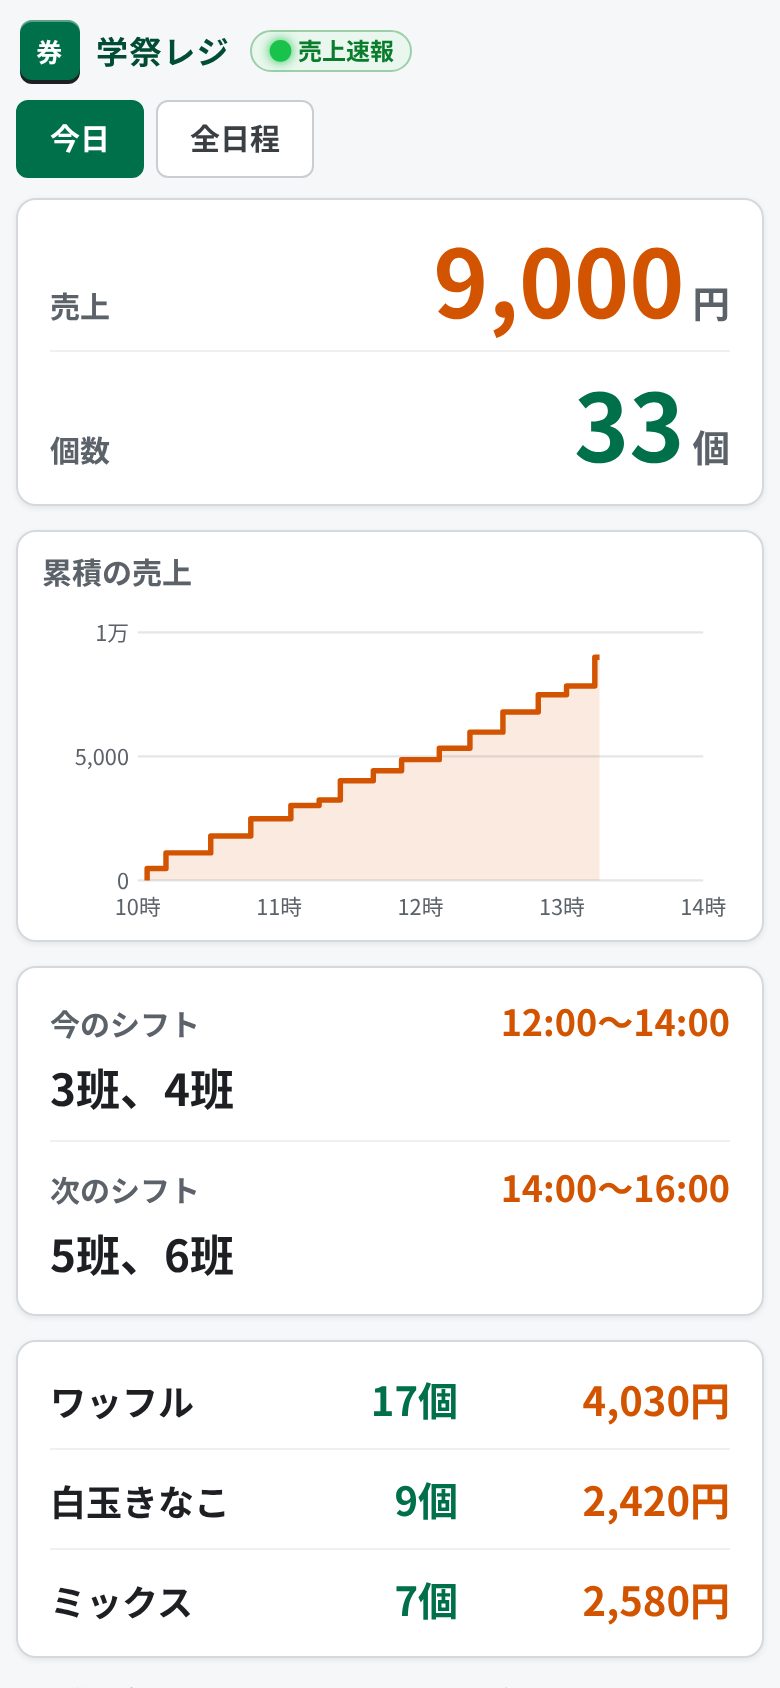 券 学祭レジ 売上速報
今日 全日程
売上 9,000 円
個数 33 個
累積の売上
1万
5,000
0
10時 11時 12時 13時 14時
今のシフト 12:00〜14:00
3班、4班
次のシフト 14:00〜16:00
5班、6班
ワッフル 17個 4,030円
白玉きなこ 9個 2,420円
ミックス 7個 2,580円